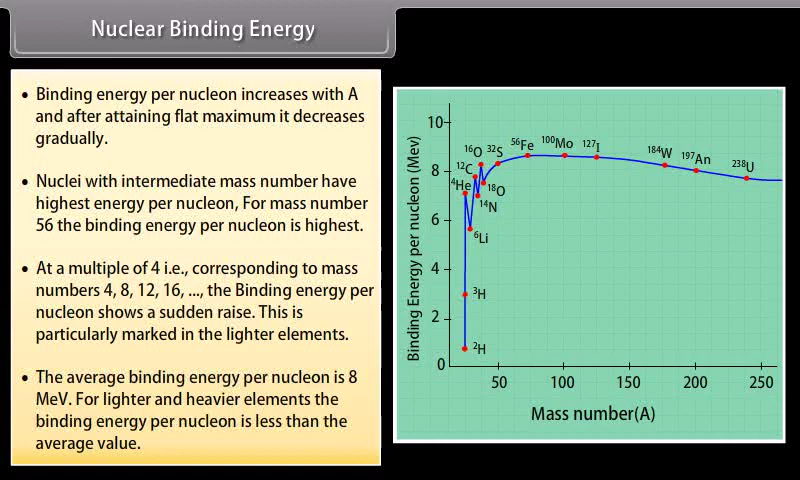 Nuclear Binding Energy
• Binding energy per nucleon increases with A
and after attaining flat maximum it decreases
gradually.
• Nuclei with intermediate mass number have
highest energy per nucleon, For mass number
56 the binding energy per nucleon is highest.
• At a multiple of 4 i.e., corresponding to mass
numbers 4, 8, 12, 16, ..., the Binding energy per
nucleon shows a sudden raise. This is
particularly marked in the lighter elements.
• The average binding energy per nucleon is 8
MeV. For lighter and heavier elements the
binding energy per nucleon is less than the
average value.
Binding Energy per nucleon (Mev)
10
8
6
4
2
0
¹⁶O ³²S ⁵⁶Fe ¹⁰⁰Mo ¹²⁷I ¹⁸⁴W ¹⁹⁷An ²³⁸U
¹²C
⁴He ¹⁸O
¹⁴N
⁶Li
³H
²H
50 100 150 200 250
Mass number(A)